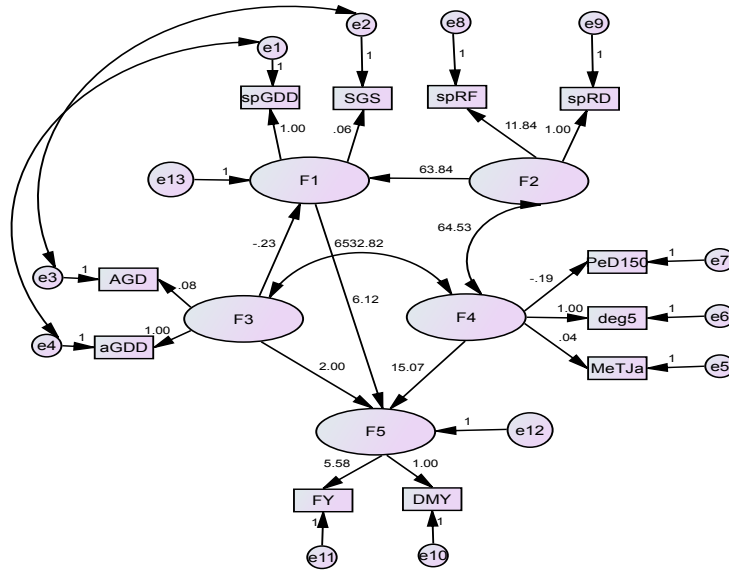 e2
e8
e9
e1
1
1
1
1
spGDD
SGS
spRF
spRD
1.00
.06
11.84
1.00
e13
1
F1
63.84
F2
64.53
-.23
6532.82
PeD150
1
e7
e3
1
AGD
.08
6.12
-.19
F3
F4
1.00
deg5
1
e6
e4
1
aGDD
1.00
.04
MeTJa
1
e5
2.00
15.07
F5
1
e12
5.58
1.00
FY
DMY
1
1
e11
e10